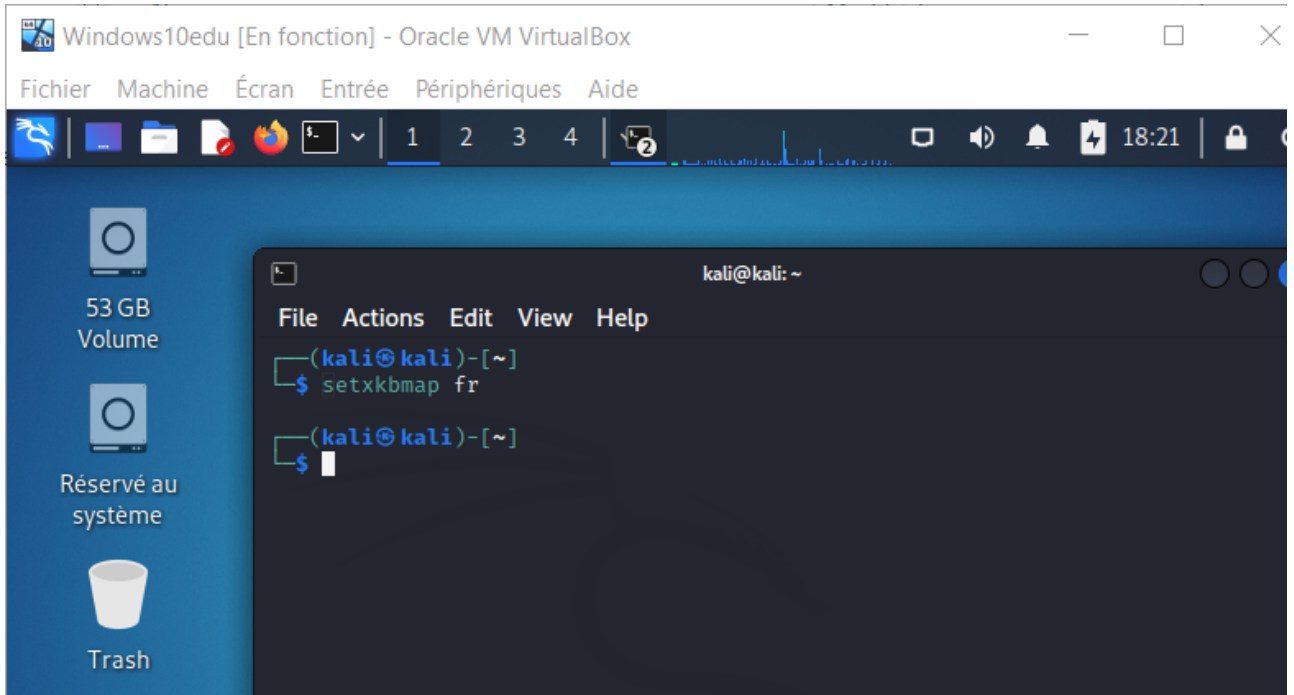 Windows10edu [En fonction] - Oracle VM VirtualBox
Fichier Machine Écran Entrée Périphériques Aide
1 2 3 4 2 18:21
kali@kali: ~
File Actions Edit View Help
53 GB
Volume
Réservé au
système
Trash
┌──(kali㉿kali)-[~]
└─$ setxkbmap fr
┌──(kali㉿kali)-[~]
└─$